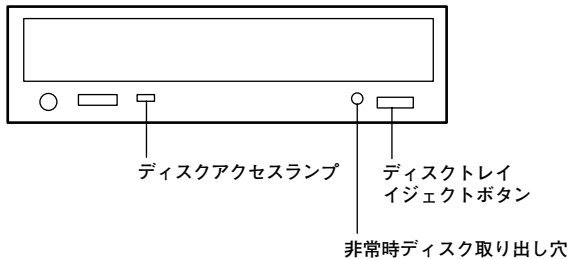 ディスクアクセスランプ
ディスクトレイ
イジェクトボタン
非常時ディスク取り出し穴